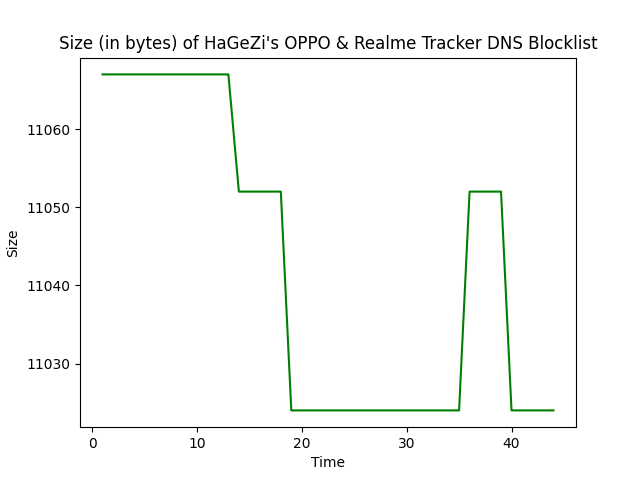 Size (in bytes) of HaGeZi's OPPO & Realme Tracker DNS Blocklist
11060
11050
11040
11030
Size
0 10 20 30 40
Time